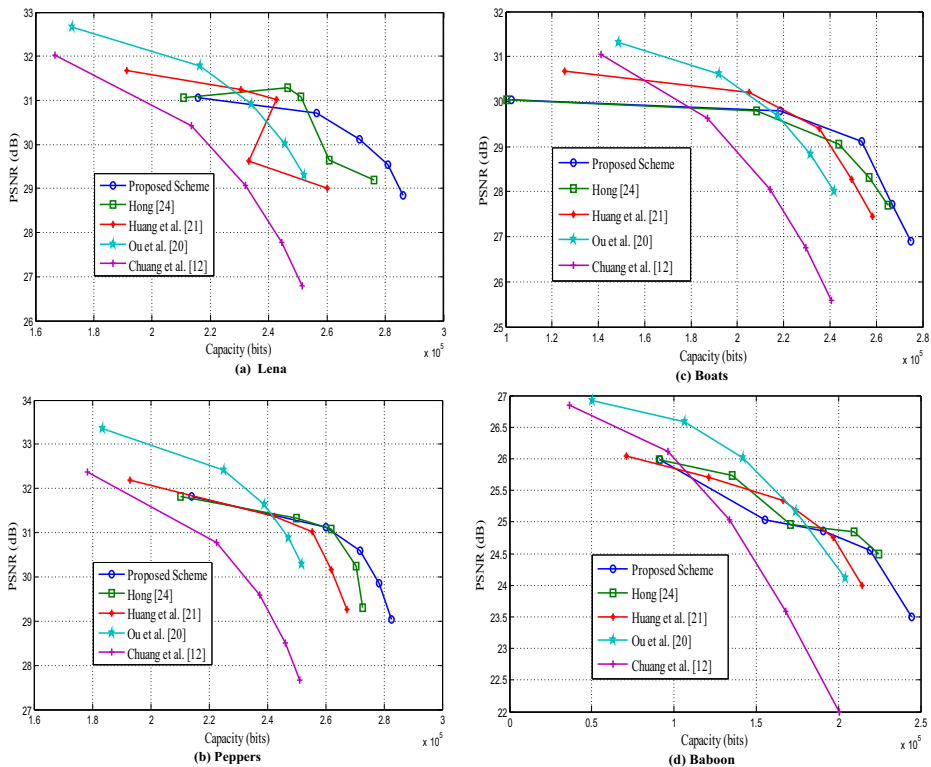 33
32
31
30
29
28
27
26
PSNR (dB)
Proposed Scheme
Hong [24]
Huang et al. [21]
Ou et al. [20]
Chuang et al. [12]
1.6
1.8
2
2.2
2.4
2.6
2.8
3
Capacity (bits)
x 10^5
(a) Lena
32
31
30
29
28
27
26
25
PSNR (dB)
Proposed Scheme
Hong [24]
Huang et al. [21]
Ou et al. [20]
Chuang et al. [12]
1
1.2
1.4
1.6
1.8
2
2.2
2.4
2.6
2.8
Capacity (bits)
x 10^5
(c) Boats
34
33
32
31
30
29
28
27
PSNR (dB)
Proposed Scheme
Hong [24]
Huang et al. [21]
Ou et al. [20]
Chuang et al. [12]
1.6
1.8
2
2.2
2.4
2.6
2.8
3
Capacity (bits)
x 10^5
(b) Peppers
27
26.5
26
25.5
25
24.5
24
23.5
23
22.5
22
PSNR (dB)
Proposed Scheme
Hong [24]
Huang et al. [21]
Ou et al. [20]
Chuang et al. [12]
0
0.5
1
1.5
2
2.5
Capacity (bits)
x 10^5
(d) Baboon